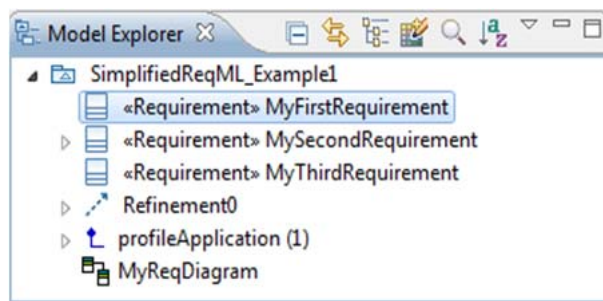 Model Explorer
SimplifiedReqML_Example1
«Requirement» MyFirstRequirement
«Requirement» MySecondRequirement
«Requirement» MyThirdRequirement
Refinement0
profileApplication (1)
MyReqDiagram